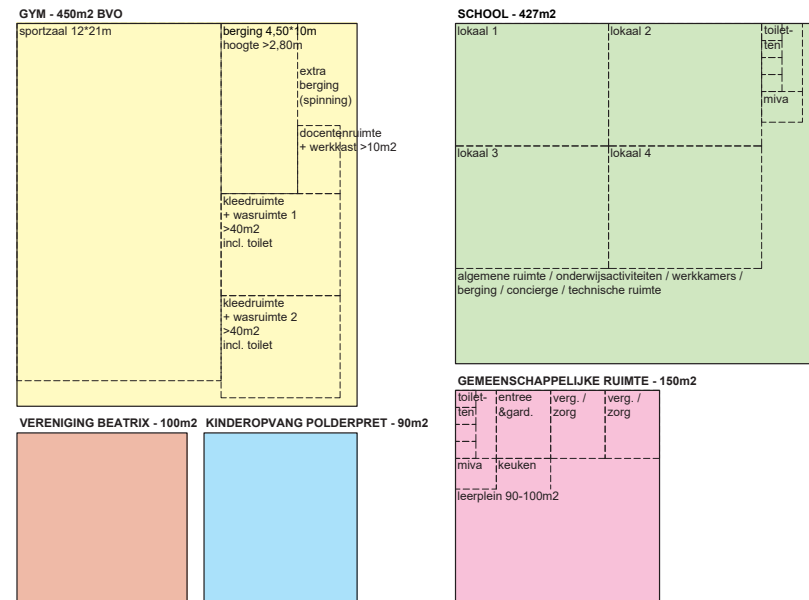 GYM - 450m2 BVO
sportzaal 12*21m
berging 4,50*10m
hoogte >2,80m
extra
berging
(spinning)
docentenruimte
+ werkkast >10m2
kleedruimte
+ wasruimte 1
>40m2
incl. toilet
kleedruimte
+ wasruimte 2
>40m2
incl. toilet
SCHOOL - 427m2
lokaal 1
lokaal 2
toilet-
ten
miva
lokaal 3
lokaal 4
algemene ruimte / onderwijsactiviteiten / werkkamers /
berging / concierge / technische ruimte
VERENIGING BEATRIX - 100m2
KINDEROPVANG POLDERPRET - 90m2
GEMEENSCHAPPELIJKE RUIMTE - 150m2
toilet-
ten
entree
&gard.
verg. /
zorg
verg. /
zorg
miva
keuken
leerplein 90-100m2